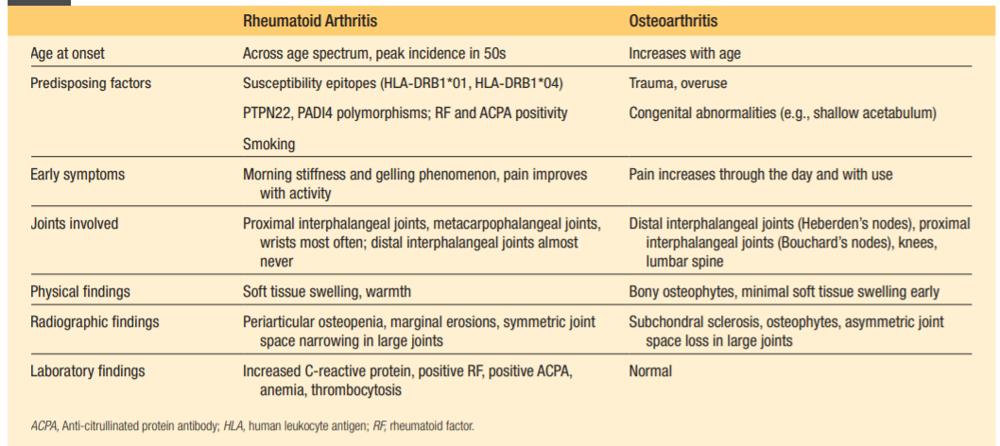 Rheumatoid Arthritis Osteoarthritis
Age at onset Across age spectrum, peak incidence in 50s Increases with age
Predisposing factors Susceptibility epitopes (HLA-DRB1*01, HLA-DRB1*04) Trauma, overuse
PTPN22, PADI4 polymorphisms; RF and ACPA positivity Congenital abnormalities (e.g., shallow acetabulum)
Smoking
Early symptoms Morning stiffness and gelling phenomenon, pain improves Pain increases through the day and with use
with activity
Joints involved Proximal interphalangeal joints, metacarpophalangeal joints, Distal interphalangeal joints (Heberden's nodes), proximal
wrists most often; distal interphalangeal joints almost interphalangeal joints (Bouchard's nodes), knees,
never lumbar spine
Physical findings Soft tissue swelling, warmth Bony osteophytes, minimal soft tissue swelling early
Radiographic findings Periarticular osteopenia, marginal erosions, symmetric joint Subchondral sclerosis, osteophytes, asymmetric joint
space narrowing in large joints space loss in large joints
Laboratory findings Increased C-reactive protein, positive RF, positive ACPA, Normal
anemia, thrombocytosis
ACPA, Anti-citrullinated protein antibody; HLA, human leukocyte antigen; RF, rheumatoid factor.